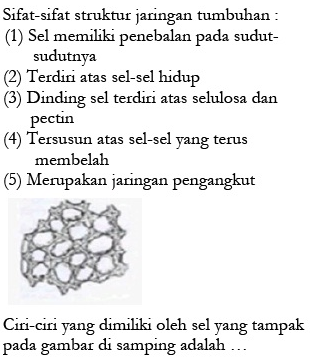 Sifat-sifat struktur jaringan tumbuhan :
(1) Sel memiliki penebalan pada sudut-
sudutnya
(2) Terdiri atas sel-sel hidup
(3) Dinding sel terdiri atas selulosa dan
pectin
(4) Tersusun atas sel-sel yang terus
membelah
(5) Merupakan jaringan pengangkut
Ciri-ciri yang dimiliki oleh sel yang tampak
pada gambar di samping adalah …